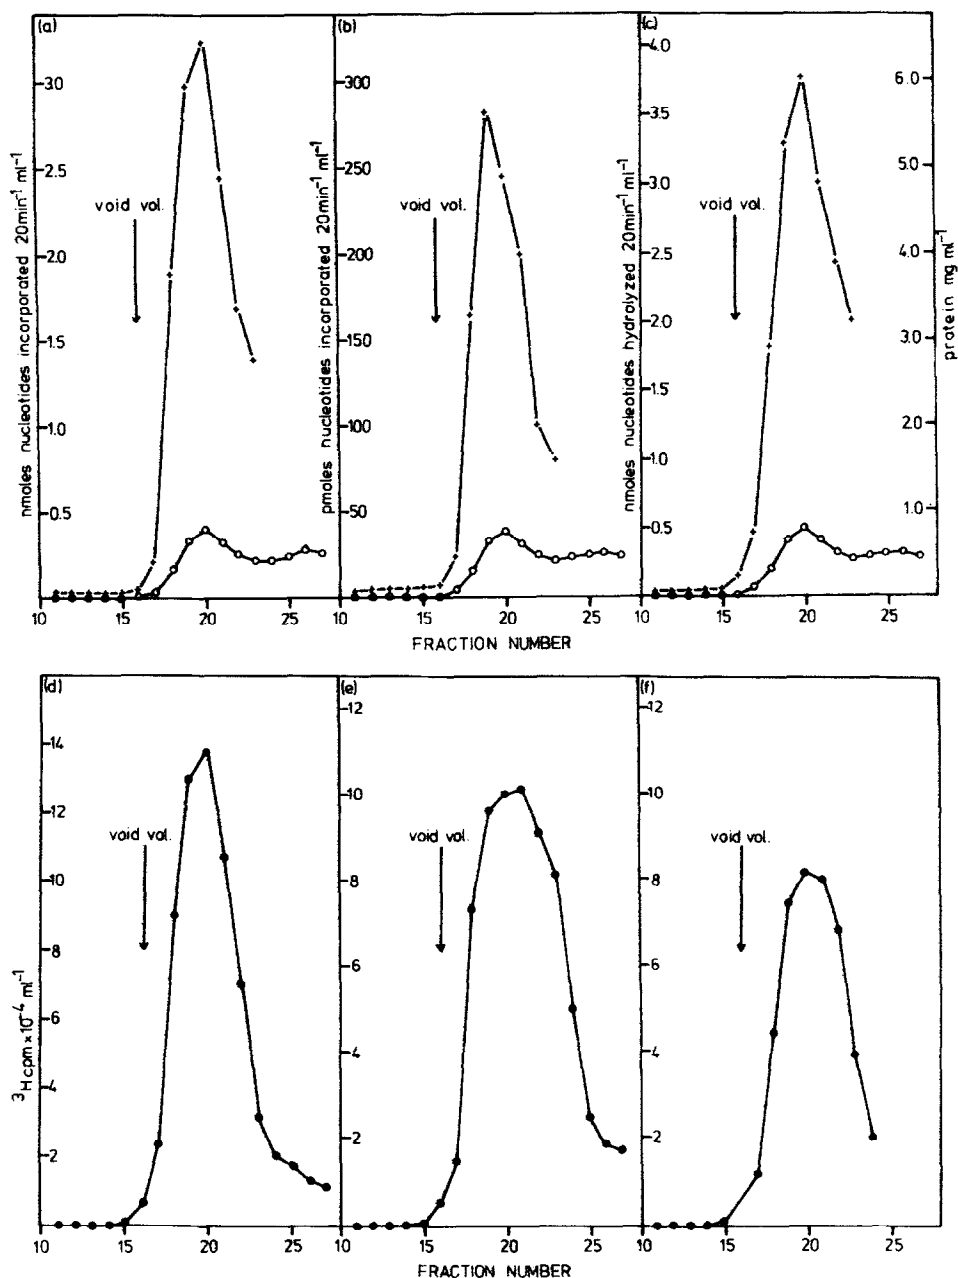 (a)
(b)
(c)
nmoles nucleotides incorporated 20min⁻¹ ml⁻¹
3.0
2.5
2.0
1.5
1.0
0.5
void vol.
pmoles nucleotides incorporated 20min⁻¹ ml⁻¹
300
250
200
150
100
50
void vol.
nmoles nucleotides hydrolyzed 20min⁻¹ ml⁻¹
4.0
3.5
3.0
2.5
2.0
1.5
1.0
0.5
void vol.
protein mg ml⁻¹
6.0
5.0
4.0
3.0
2.0
1.0
10 15 20 25 10 15 20 25 10 15 20 25
FRACTION NUMBER
(d)
(e)
(f)
³H cpm x 10⁻⁴ ml⁻¹
14
12
10
8
6
4
2
void vol.
12
10
8
6
4
2
void vol.
12
10
8
6
4
2
void vol.
10 15 20 25 10 15 20 25 10 15 20 25
FRACTION NUMBER